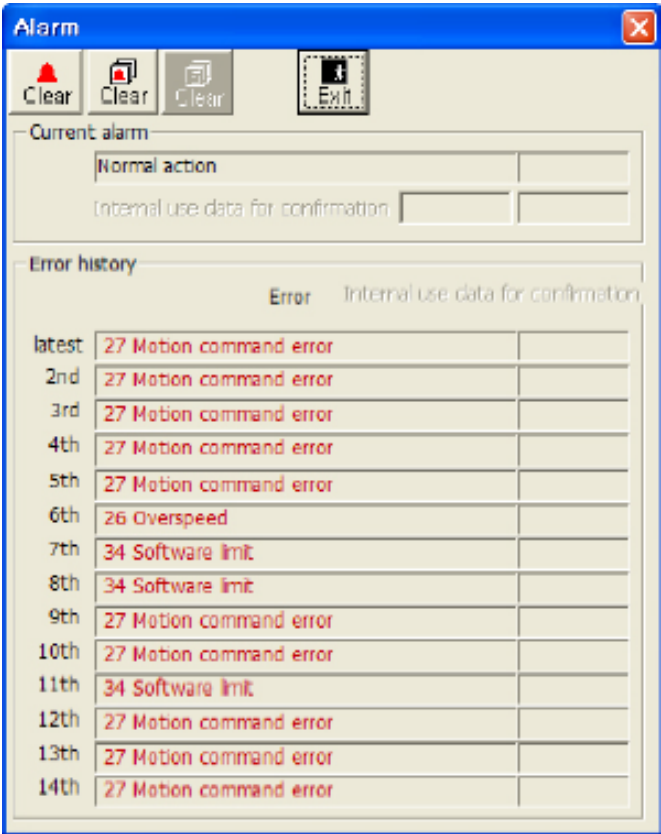 Alarm
Clear Clear Clear Exit
Current alarm
Normal action
Internal use data for confirmation
Error history
Error Internal use data for confirmation
latest 27 Motion command error
2nd 27 Motion command error
3rd 27 Motion command error
4th 27 Motion command error
5th 27 Motion command error
6th 26 Overspeed
7th 34 Software limit
8th 34 Software limit
9th 27 Motion command error
10th 27 Motion command error
11th 34 Software limit
12th 27 Motion command error
13th 27 Motion command error
14th 27 Motion command error